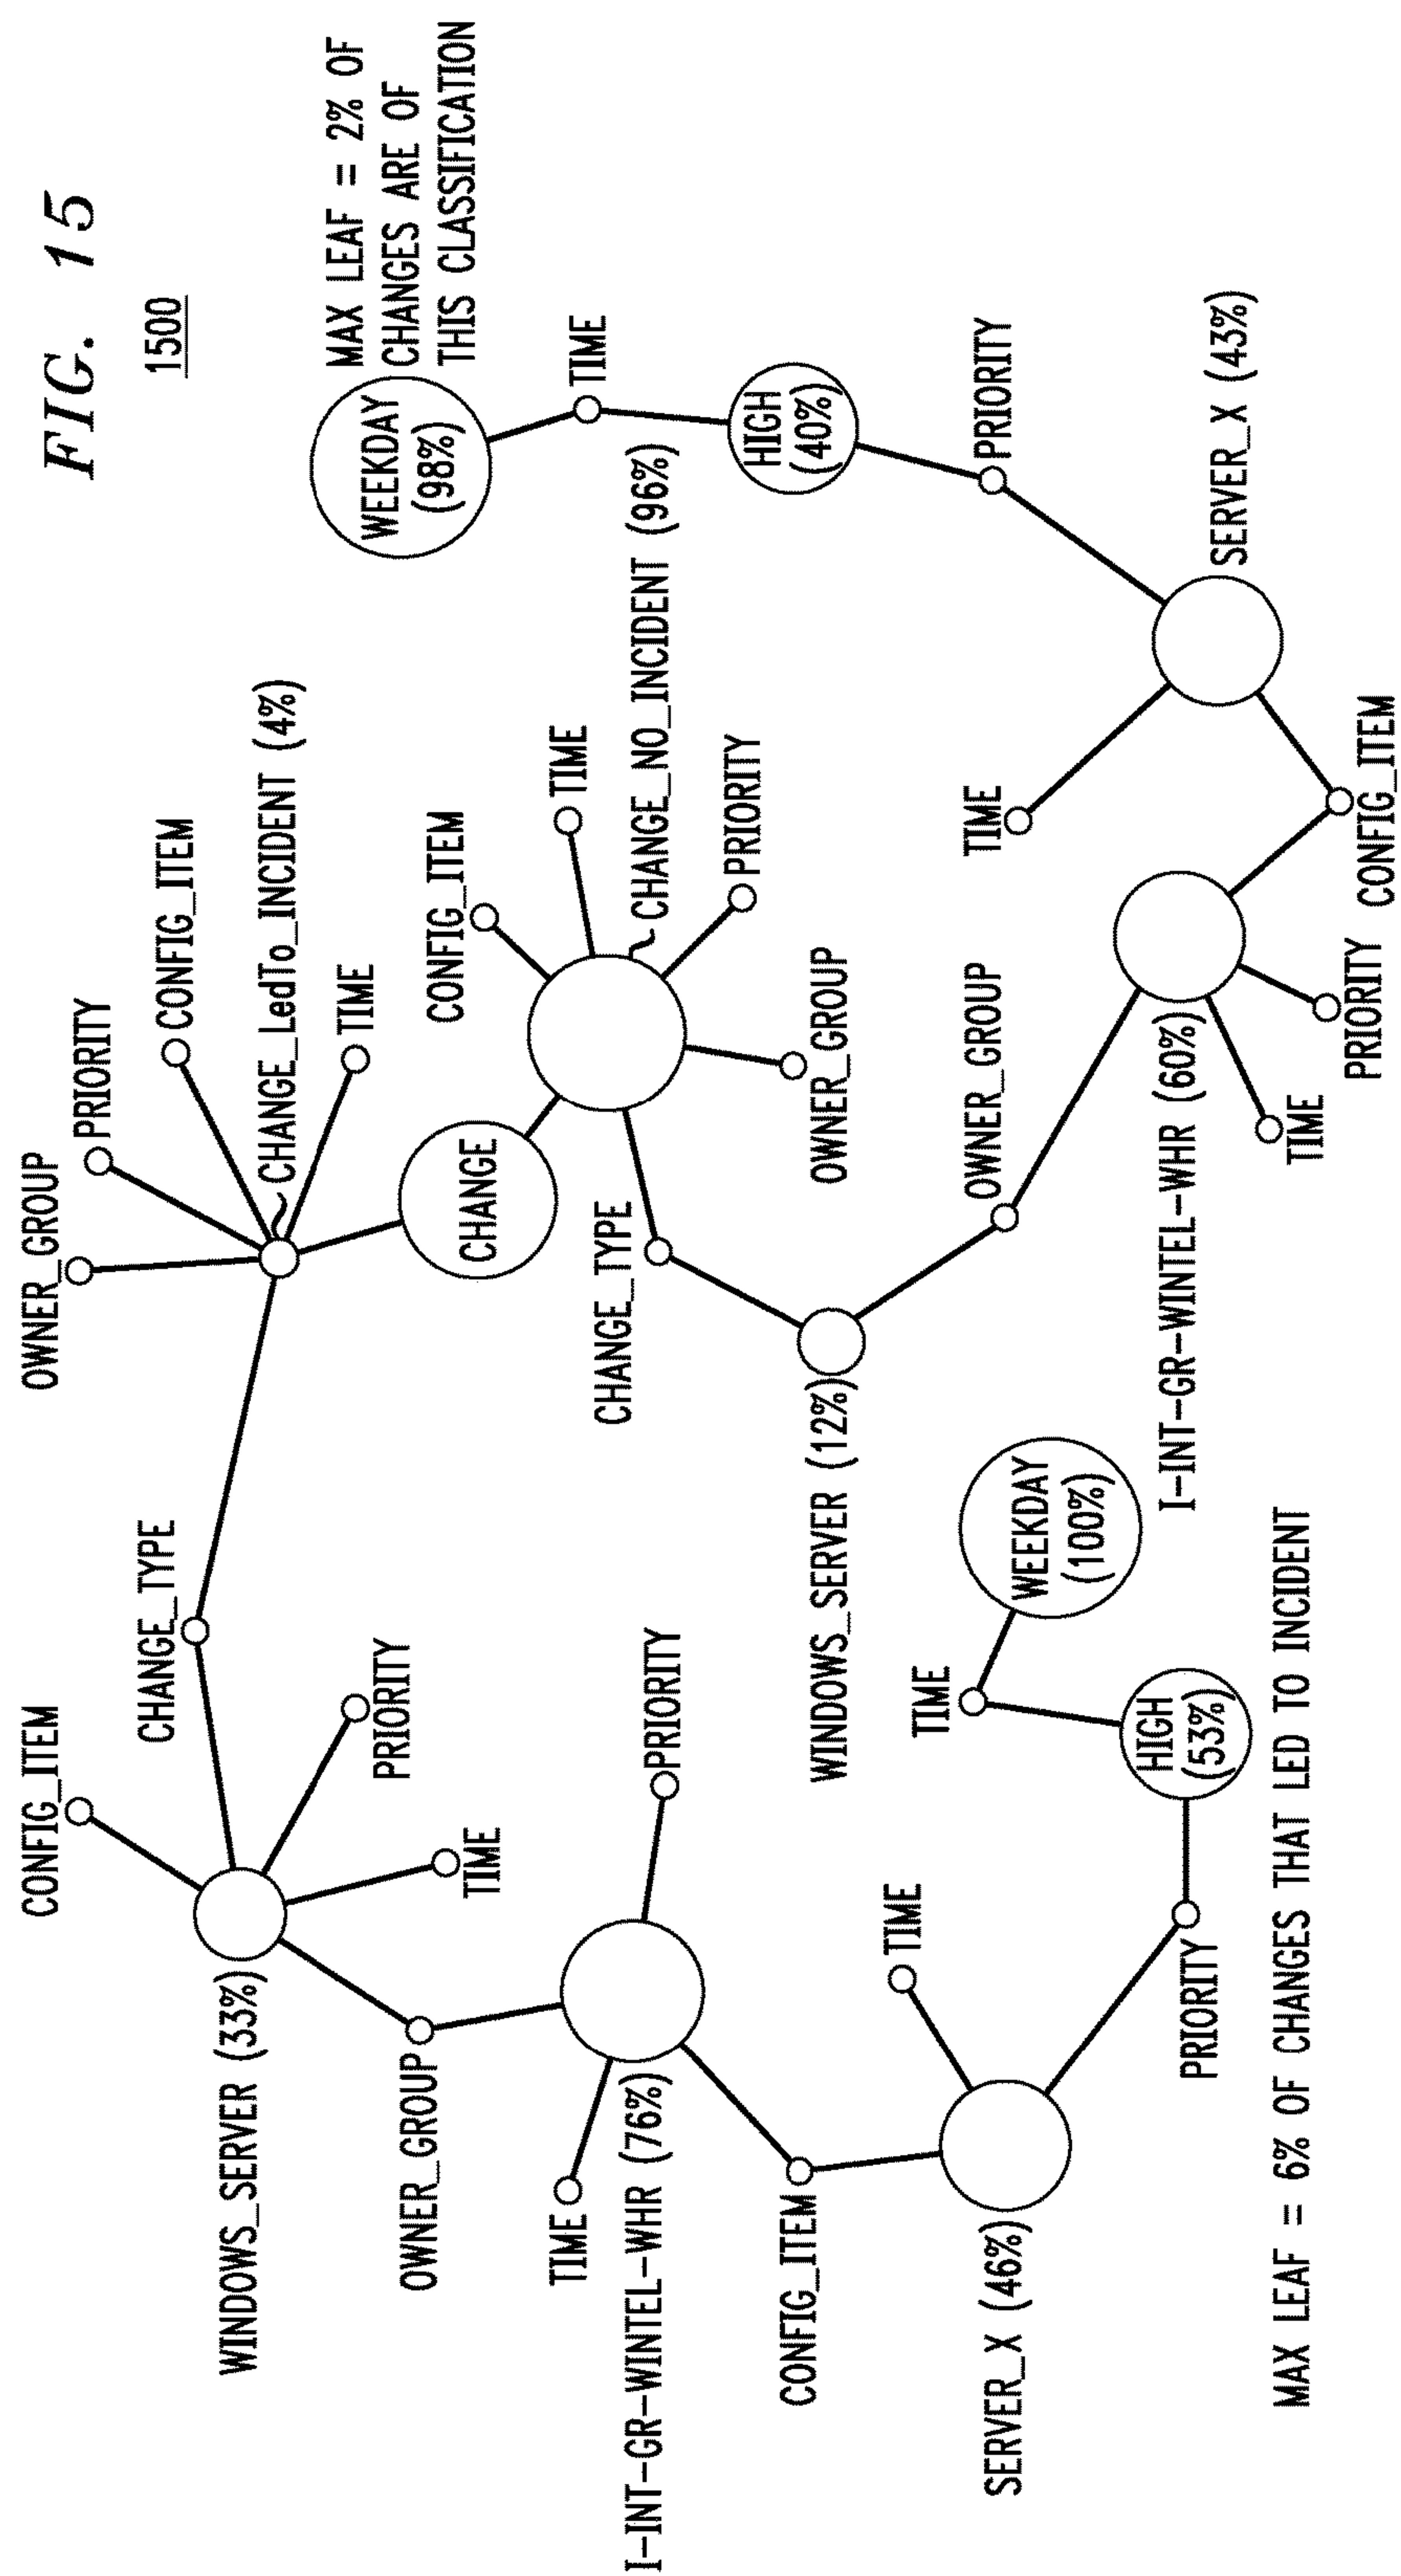 FIG. 15
1500
CONFIG_ITEM
CHANGE_TYPE
OWNER_GROUP
PRIORITY
CONFIG_ITEM
CHANGE_LedTo_INCIDENT (4%)
TIME
WINDOWS_SERVER (33%)
PRIORITY
TIME
OWNER_GROUP
CHANGE
CONFIG_ITEM
TIME
CHANGE_NO_INCIDENT (96%)
PRIORITY
OWNER_GROUP
CHANGE_TYPE
WEEKDAY
(98%)
MAX LEAF = 2% OF
CHANGES ARE OF
THIS CLASSIFICATION
TIME
HIGH
(40%)
PRIORITY
TIME
I-INT-GR-WINTEL-WHR (76%)
PRIORITY
CONFIG_ITEM
WINDOWS_SERVER (12%)
OWNER_GROUP
TIME
SERVER_X (43%)
TIME
SERVER_X (46%)
TIME
WEEKDAY
(100%)
HIGH
(53%)
PRIORITY
I-INT-GR-WINTEL-WHR (60%)
TIME
PRIORITY
CONFIG_ITEM
MAX LEAF = 6% OF CHANGES THAT LED TO INCIDENT